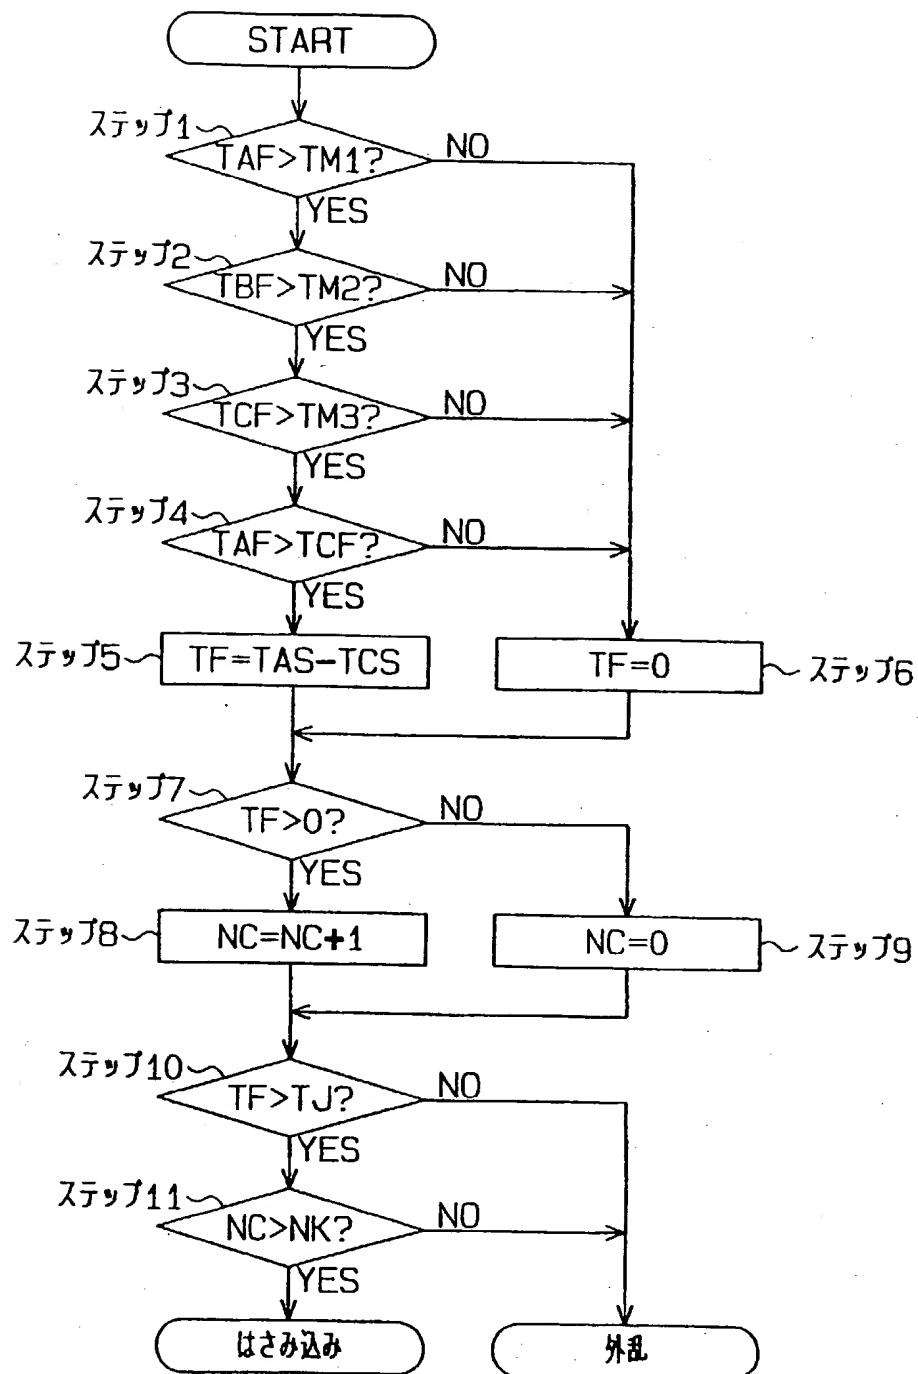 START
ステップ1
TAF>TM1?
NO
YES
ステップ2
TBF>TM2?
NO
YES
ステップ3
TCF>TM3?
NO
YES
ステップ4
TAF>TCF?
NO
YES
ステップ5
TF=TAS-TCS
TF=0
ステップ6
ステップ7
TF>0?
NO
YES
ステップ8
NC=NC+1
NC=0
ステップ9
ステップ10
TF>TJ?
NO
YES
ステップ11
NC>NK?
NO
YES
はさみ込み
外乱